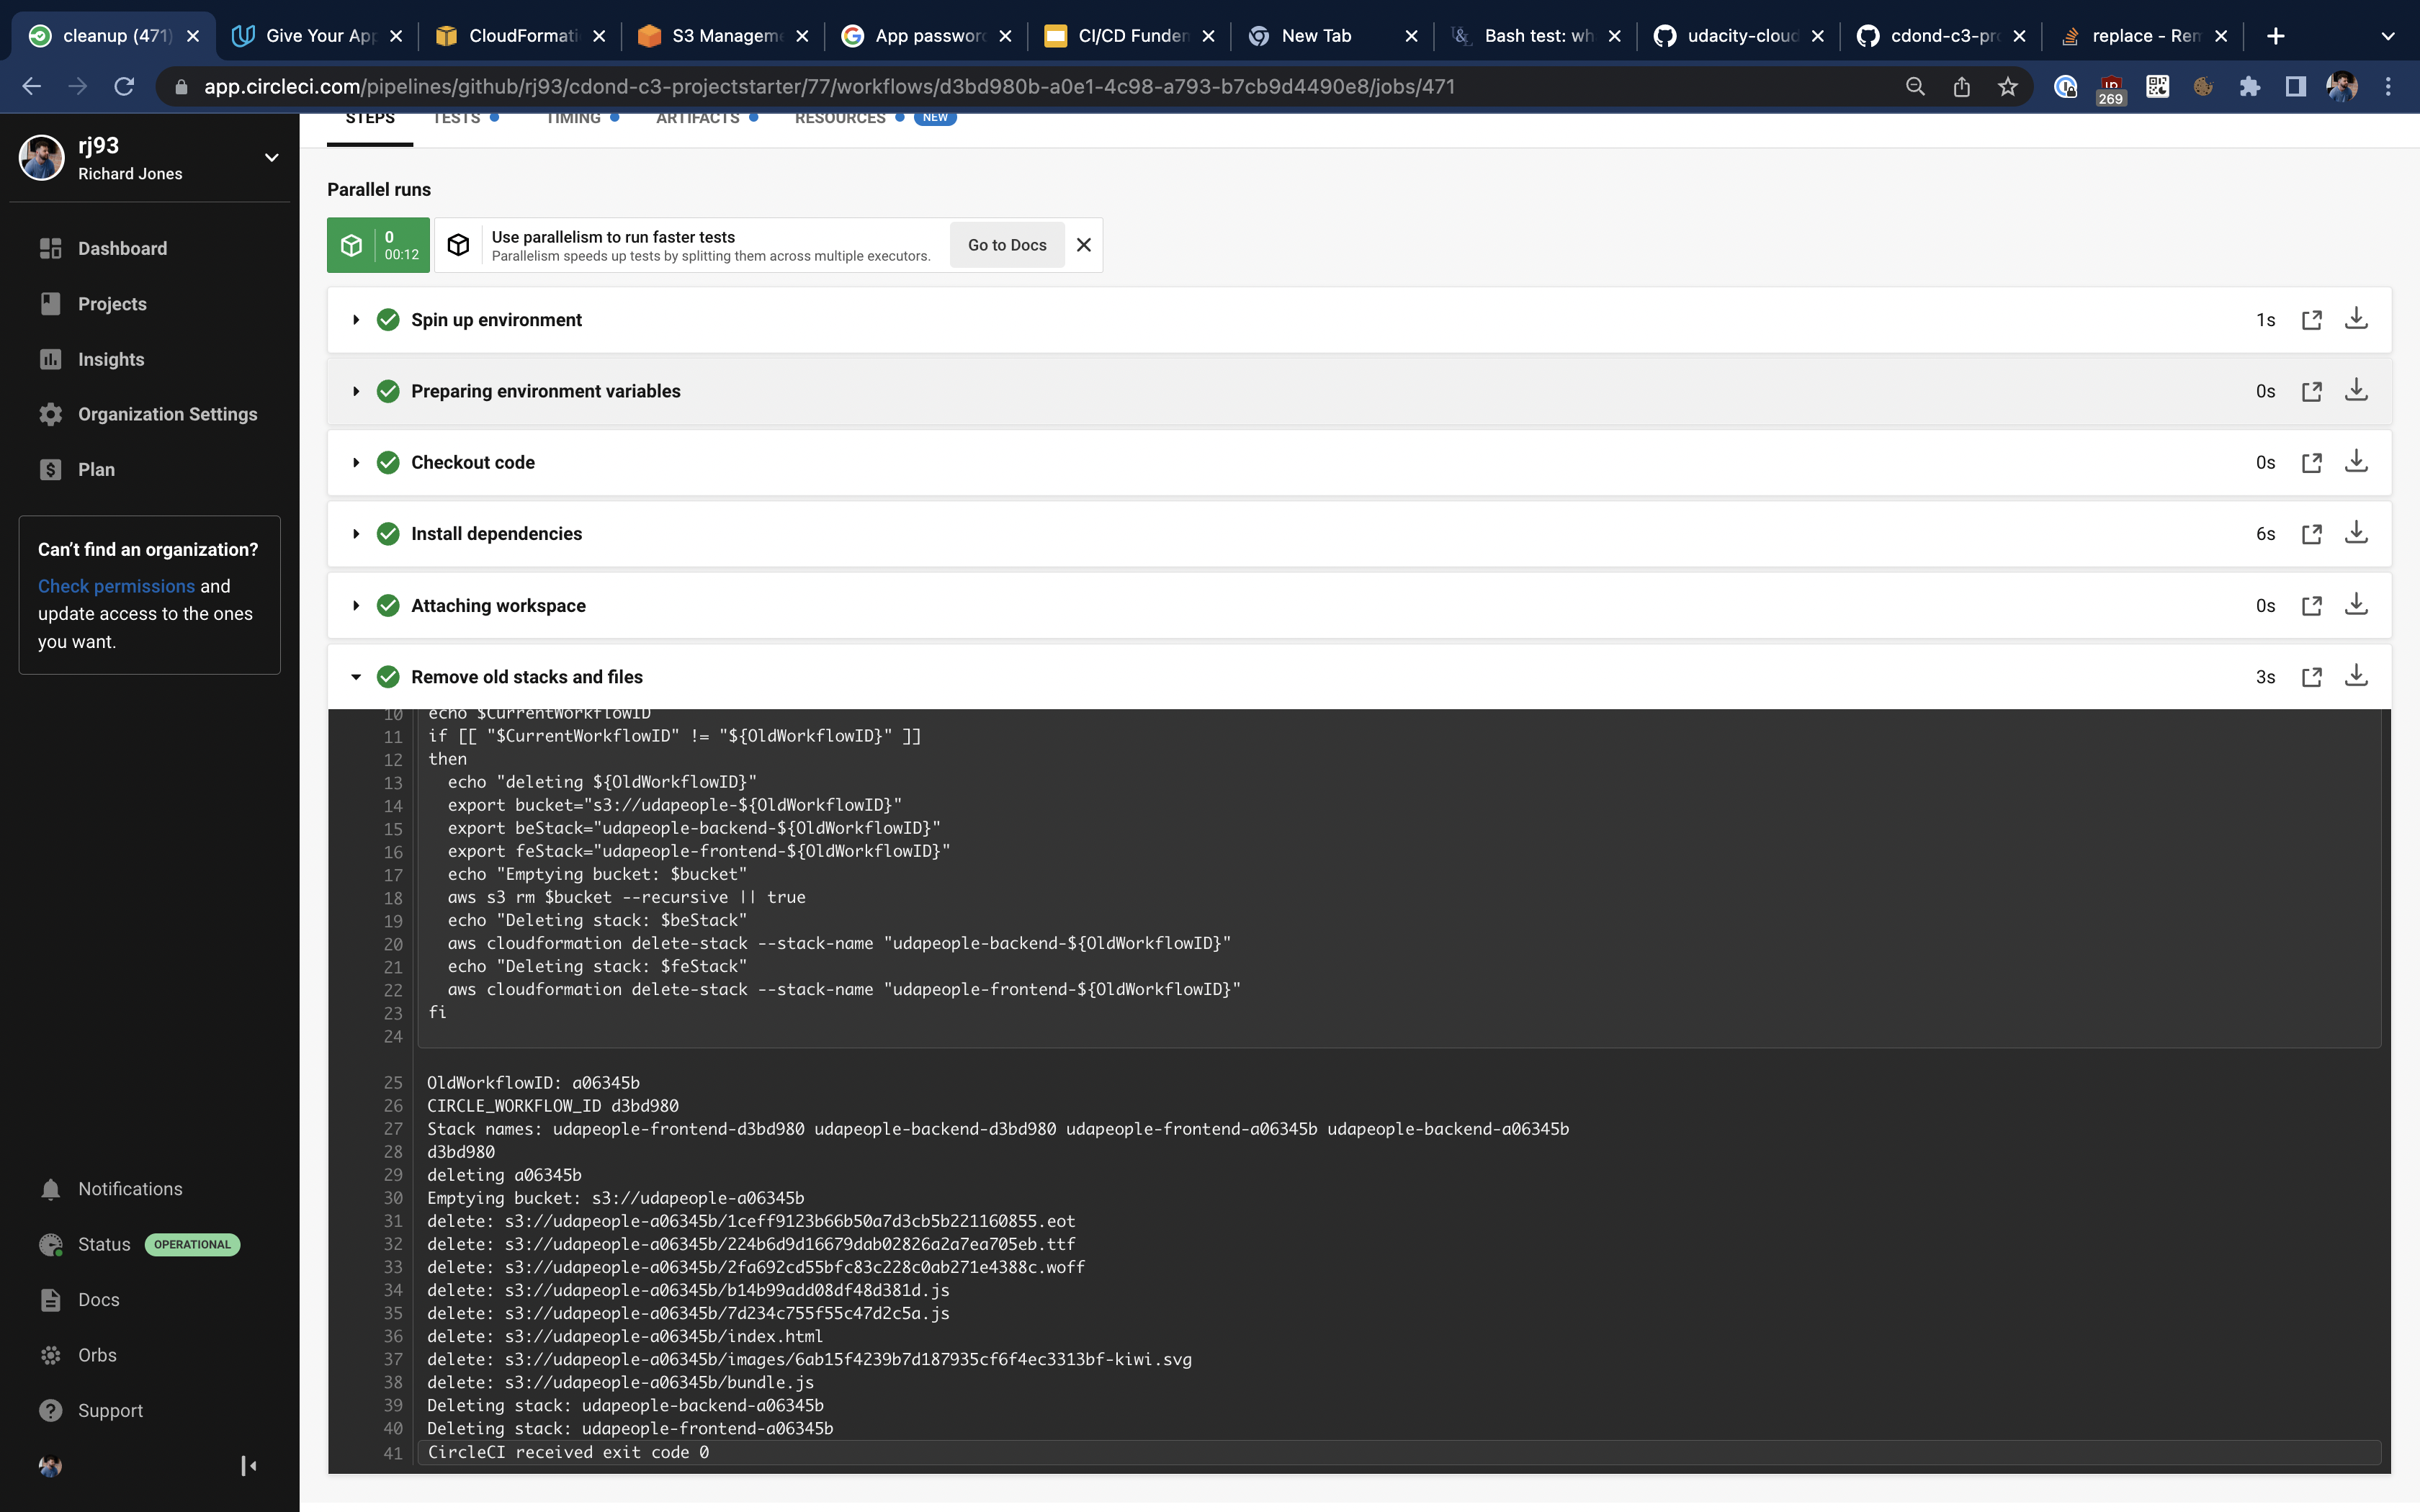 cleanup (471)
Give Your App
CloudFormati
S3 Managem
App password
CI/CD Fundem
New Tab
Bash test: wh
udacity-cloud
cdond-c3-pro
replace - Rem
app.circleci.com/pipelines/github/rj93/cdond-c3-projectstarter/77/workflows/d3bd980b-a0e1-4c98-a793-b7cb9d4490e8/jobs/471
269
rj93
Richard Jones
Dashboard
Projects
Insights
Organization Settings
Plan
Can’t find an organization?
Check permissions and
update access to the ones
you want.
Notifications
Status OPERATIONAL
Docs
Orbs
Support
STEPS TESTS TIMING ARTIFACTS RESOURCES NEW
Parallel runs
0
00:12
Use parallelism to run faster tests
Parallelism speeds up tests by splitting them across multiple executors.
Go to Docs
Spin up environment 1s
Preparing environment variables 0s
Checkout code 0s
Install dependencies 6s
Attaching workspace 0s
Remove old stacks and files 3s
10 echo $CurrentWorkflowID
11 if [[ "$CurrentWorkflowID" != "${OldWorkflowID}" ]]
12 then
13 echo "deleting ${OldWorkflowID}"
14 export bucket="s3://udapeople-${OldWorkflowID}"
15 export beStack="udapeople-backend-${OldWorkflowID}"
16 export feStack="udapeople-frontend-${OldWorkflowID}"
17 echo "Emptying bucket: $bucket"
18 aws s3 rm $bucket --recursive || true
19 echo "Deleting stack: $beStack"
20 aws cloudformation delete-stack --stack-name "udapeople-backend-${OldWorkflowID}"
21 echo "Deleting stack: $feStack"
22 aws cloudformation delete-stack --stack-name "udapeople-frontend-${OldWorkflowID}"
23 fi
24
25 OldWorkflowID: a06345b
26 CIRCLE_WORKFLOW_ID d3bd980
27 Stack names: udapeople-frontend-d3bd980 udapeople-backend-d3bd980 udapeople-frontend-a06345b udapeople-backend-a06345b
28 d3bd980
29 deleting a06345b
30 Emptying bucket: s3://udapeople-a06345b
31 delete: s3://udapeople-a06345b/1ceff9123b66b50a7d3cb5b221160855.eot
32 delete: s3://udapeople-a06345b/224b6d9d16679dab02826a2a7ea705eb.ttf
33 delete: s3://udapeople-a06345b/2fa692cd55bfc83c228c0ab271e4388c.woff
34 delete: s3://udapeople-a06345b/b14b99add08df48d381d.js
35 delete: s3://udapeople-a06345b/7d234c755f55c47d2c5a.js
36 delete: s3://udapeople-a06345b/index.html
37 delete: s3://udapeople-a06345b/images/6ab15f4239b7d187935cf6f4ec3313bf-kiwi.svg
38 delete: s3://udapeople-a06345b/bundle.js
39 Deleting stack: udapeople-backend-a06345b
40 Deleting stack: udapeople-frontend-a06345b
41 CircleCI received exit code 0